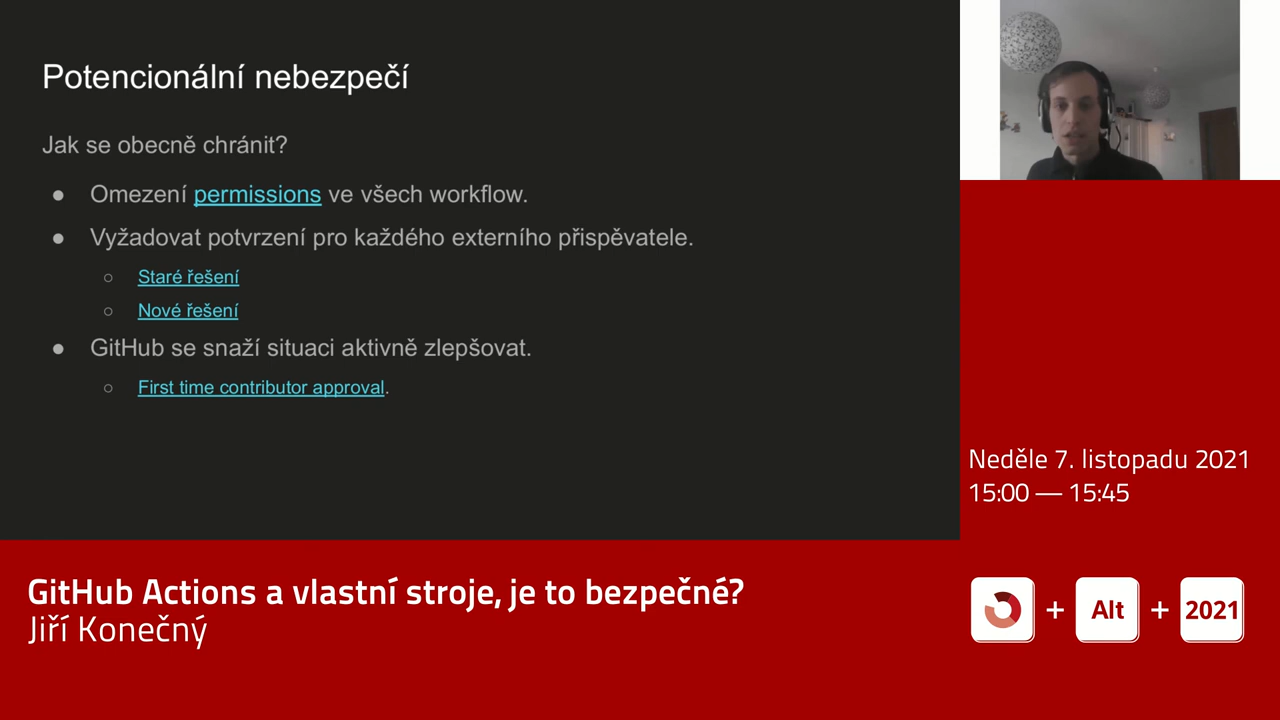 Potencionální nebezpečí
Jak se obecně chránit?
● Omezení permissions ve všech workflow.
● Vyžadovat potvrzení pro každého externího přispěvatele.
○ Staré řešení
○ Nové řešení
● GitHub se snaží situaci aktivně zlepšovat.
○ First time contributor approval.
Neděle 7. listopadu 2021
15:00 — 15:45
GitHub Actions a vlastní stroje, je to bezpečné?
Jiří Konečný
+ Alt + 2021